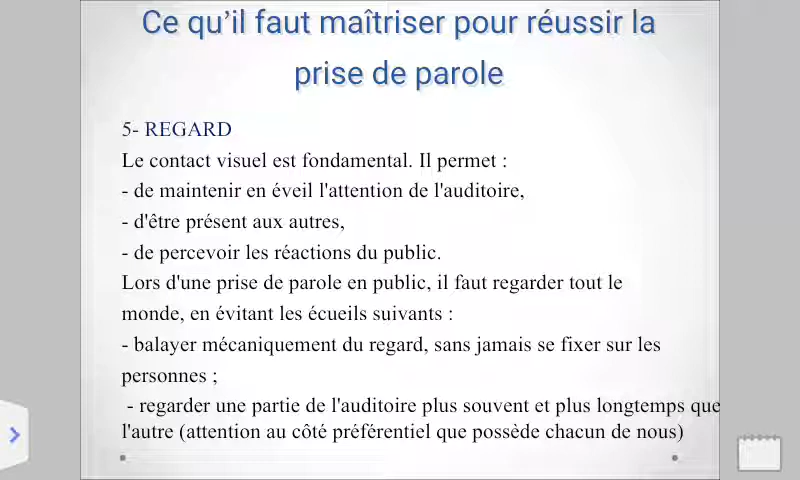 Ce qu’il faut maîtriser pour réussir la
prise de parole
5- REGARD
Le contact visuel est fondamental. Il permet :
- de maintenir en éveil l'attention de l'auditoire,
- d'être présent aux autres,
- de percevoir les réactions du public.
Lors d'une prise de parole en public, il faut regarder tout le
monde, en évitant les écueils suivants :
- balayer mécaniquement du regard, sans jamais se fixer sur les
personnes ;
- regarder une partie de l'auditoire plus souvent et plus longtemps que
l'autre (attention au côté préférentiel que possède chacun de nous)